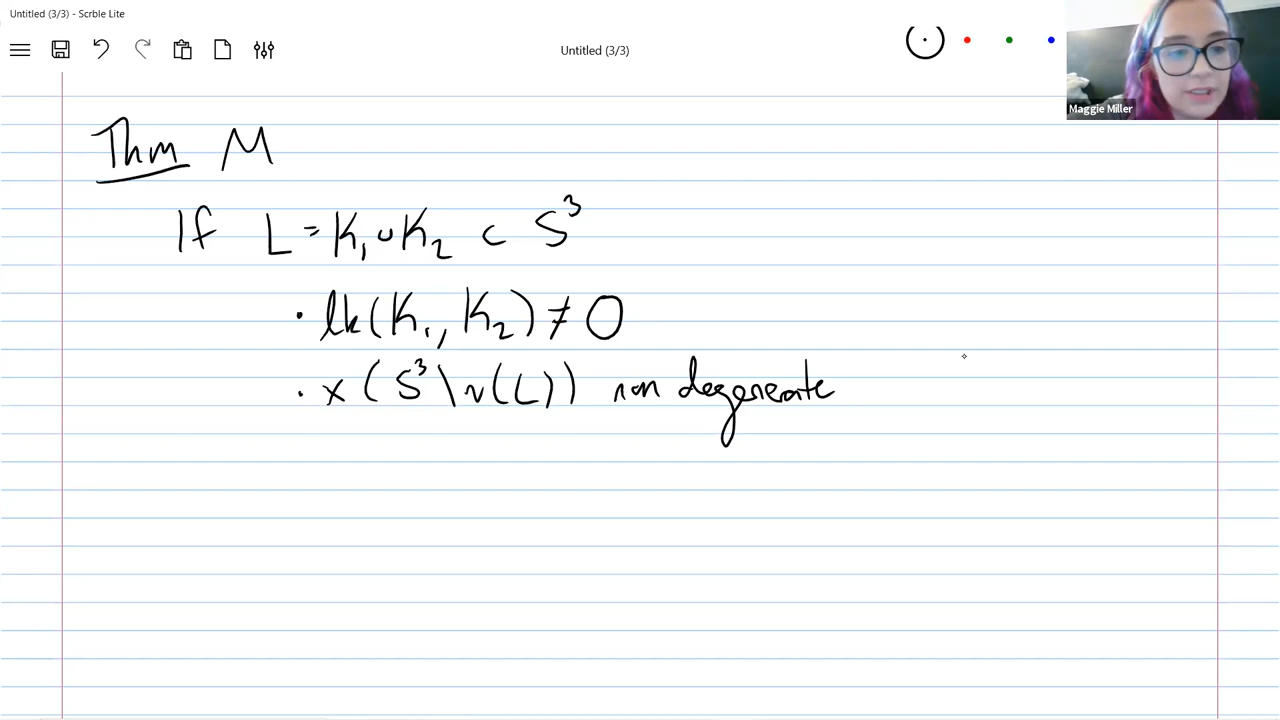 Untitled (3/3) - Scrble Lite
Untitled (3/3)
Maggie Miller
Thm M
If L = K₁ ∪ K₂ ⊂ S³
• lk(K₁, K₂) ≠ 0
• x(S³ \ ν(L)) non degenerate